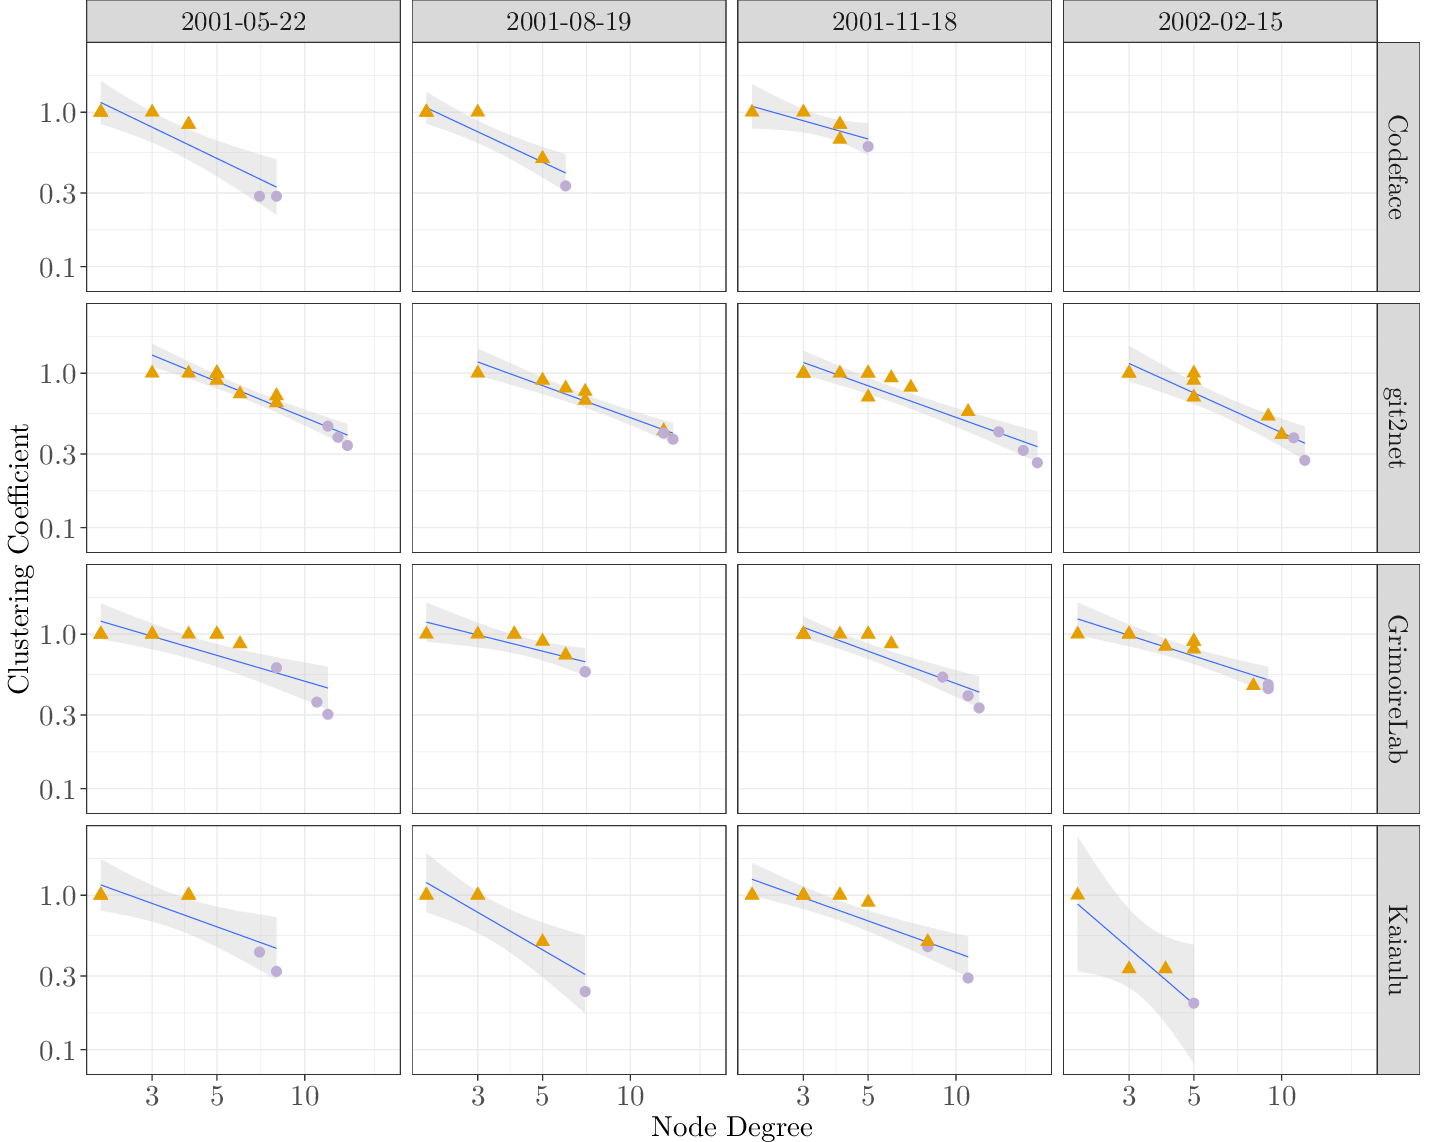 2001-05-22 2001-08-19 2001-11-18 2002-02-15
Clustering Coefficient
1.0
0.3
0.1
Codeface
1.0
0.3
0.1
git2net
1.0
0.3
0.1
GrimoireLab
1.0
0.3
0.1
Kaiaulu
3 5 10 3 5 10 3 5 10 3 5 10
Node Degree